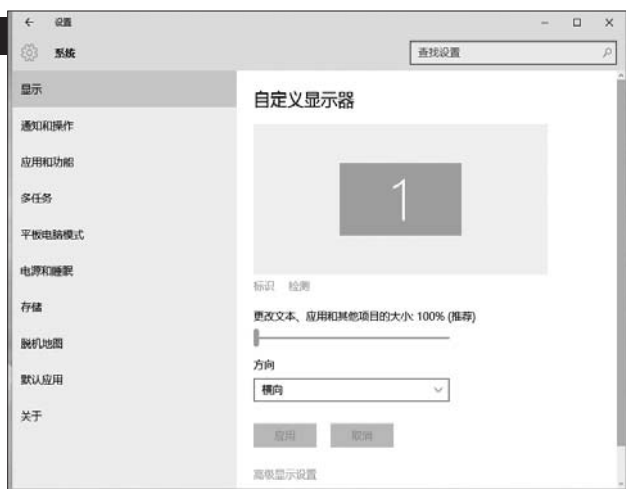 设置
系统
查找设置
显示
通知和操作
应用和功能
多任务
平板电脑模式
电源和睡眠
存储
脱机地图
默认应用
关于
自定义显示器
1
标识 检测
更改文本、应用和其他项目的大小: 100% (推荐)
方向
横向
应用 取消
高级显示设置